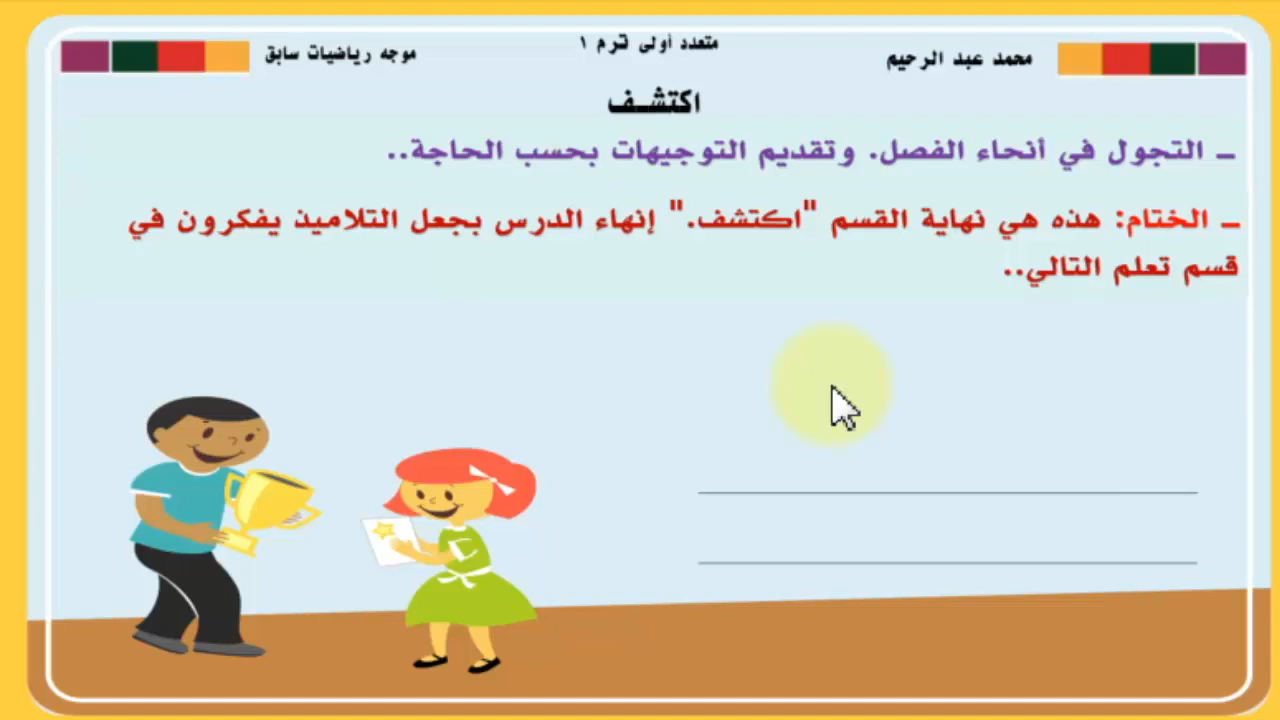 محمد عبد الرحيم
متعدد أولى ترم ١
موجه رياضيات سابق
اكتشـف
ـ التجول في أنحاء الفصل. وتقديم التوجيهات بحسب الحاجة..
ـ الختام: هذه هي نهاية القسم "اكتشف." إنهاء الدرس بجعل التلاميذ يفكرون في
قسم تعلم التالي..